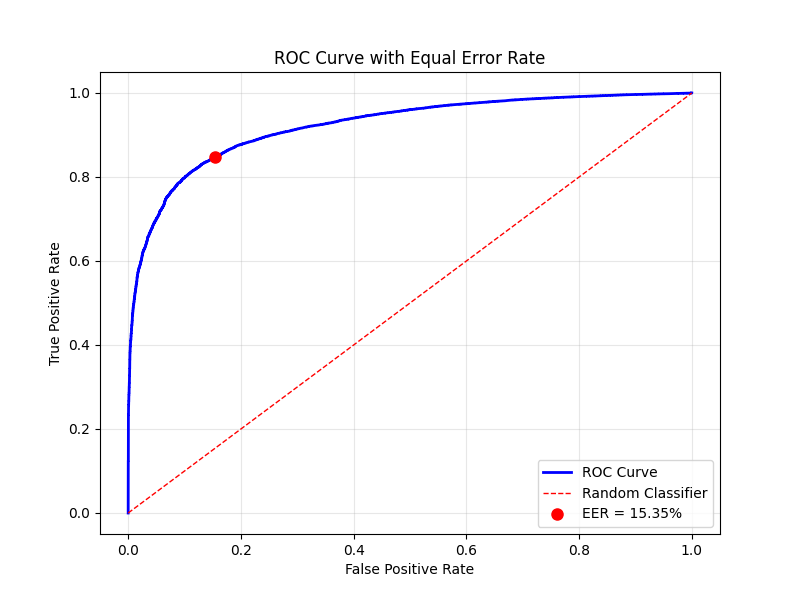 ROC Curve with Equal Error Rate
True Positive Rate
1.0
0.8
0.6
0.4
0.2
0.0
0.0 0.2 0.4 0.6 0.8 1.0
False Positive Rate
ROC Curve
Random Classifier
EER = 15.35%